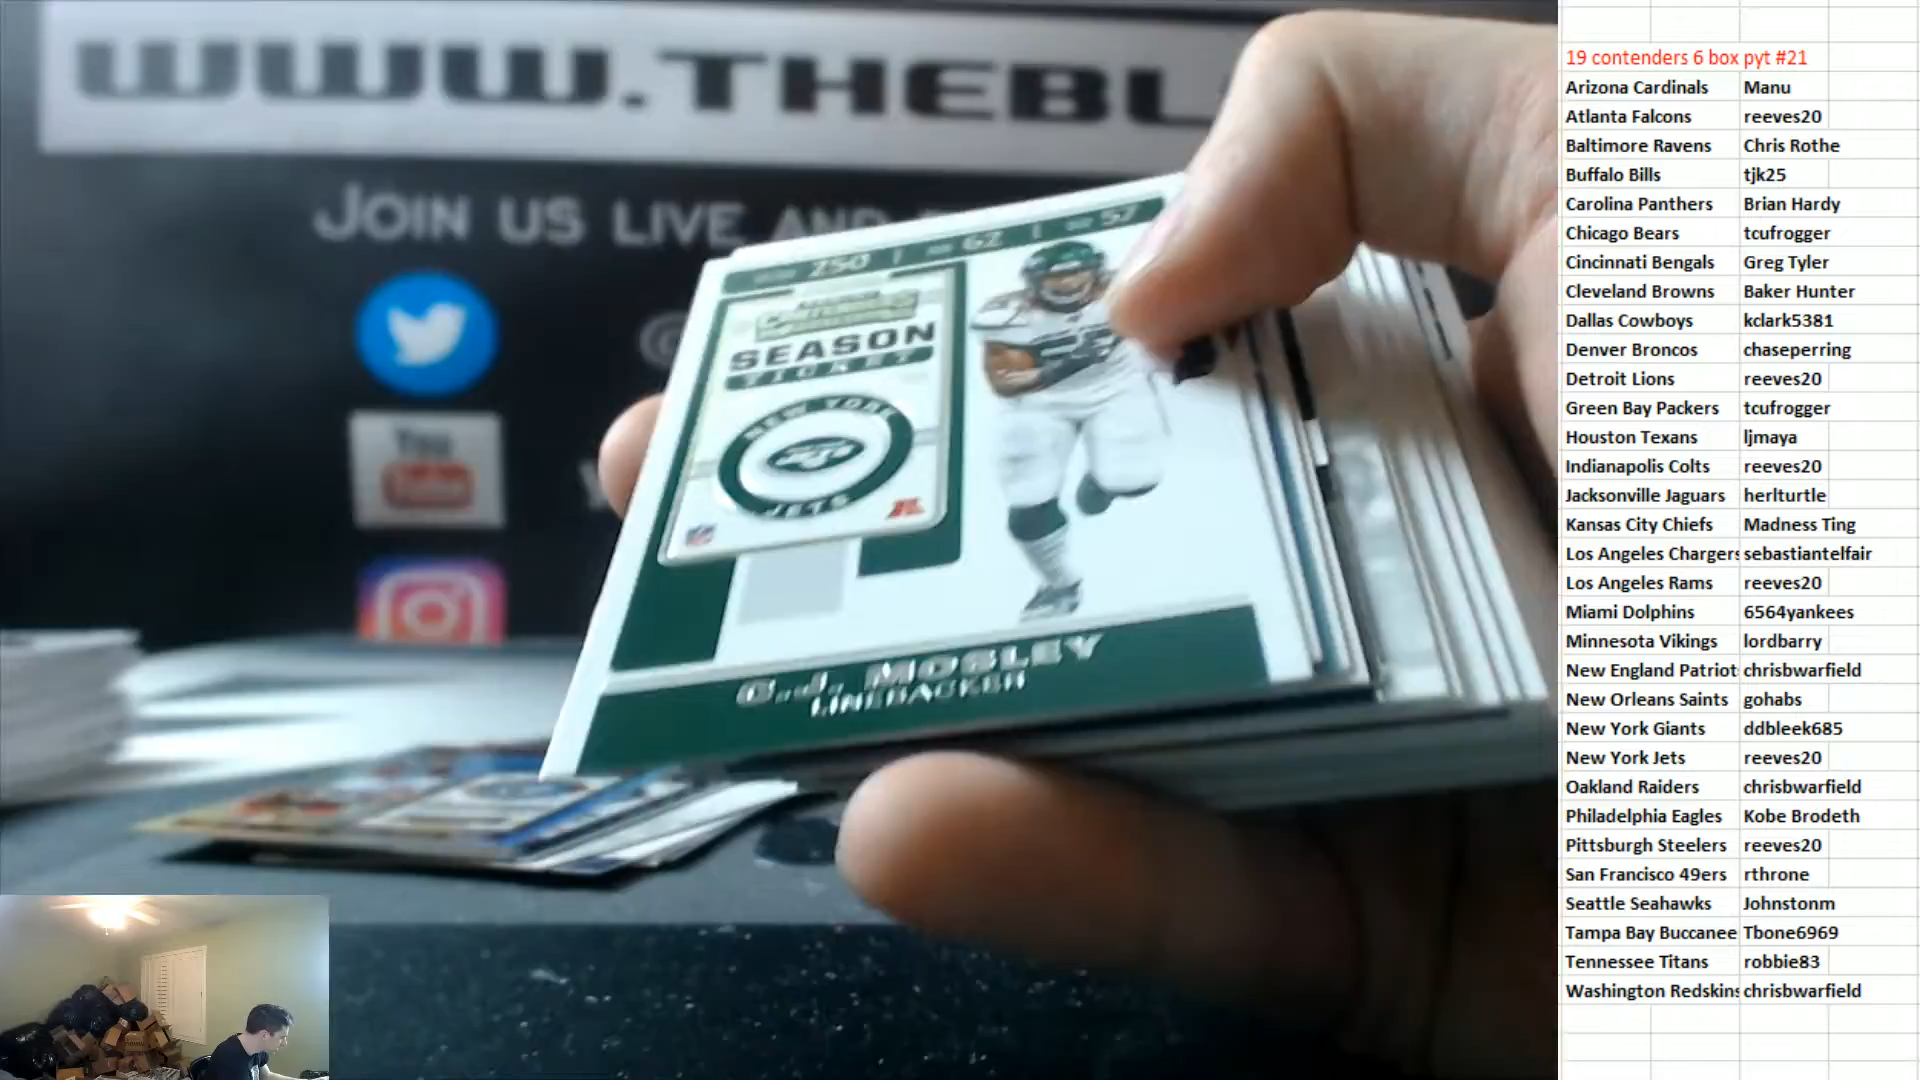 WWW.THEBL
JOIN US LIVE AND
You
Tube
250 62 57
SEASON
TICKET
NEW YORK
JETS
C.J. MOSLEY
LINEBACKER
19 contenders 6 box pyt #21
Arizona Cardinals Manu
Atlanta Falcons reeves20
Baltimore Ravens Chris Rothe
Buffalo Bills tjk25
Carolina Panthers Brian Hardy
Chicago Bears tcufrogger
Cincinnati Bengals Greg Tyler
Cleveland Browns Baker Hunter
Dallas Cowboys kclark5381
Denver Broncos chaseperring
Detroit Lions reeves20
Green Bay Packers tcufrogger
Houston Texans ljmaya
Indianapolis Colts reeves20
Jacksonville Jaguars herlturtle
Kansas City Chiefs Madness Ting
Los Angeles Chargers sebastiantelfair
Los Angeles Rams reeves20
Miami Dolphins 6564yankees
Minnesota Vikings lordbarry
New England Patriot chrisbwarfield
New Orleans Saints gohabs
New York Giants ddbleek685
New York Jets reeves20
Oakland Raiders chrisbwarfield
Philadelphia Eagles Kobe Brodeth
Pittsburgh Steelers reeves20
San Francisco 49ers rthrone
Seattle Seahawks Johnstonm
Tampa Bay Buccanee Tbone6969
Tennessee Titans robbie83
Washington Redskins chrisbwarfield